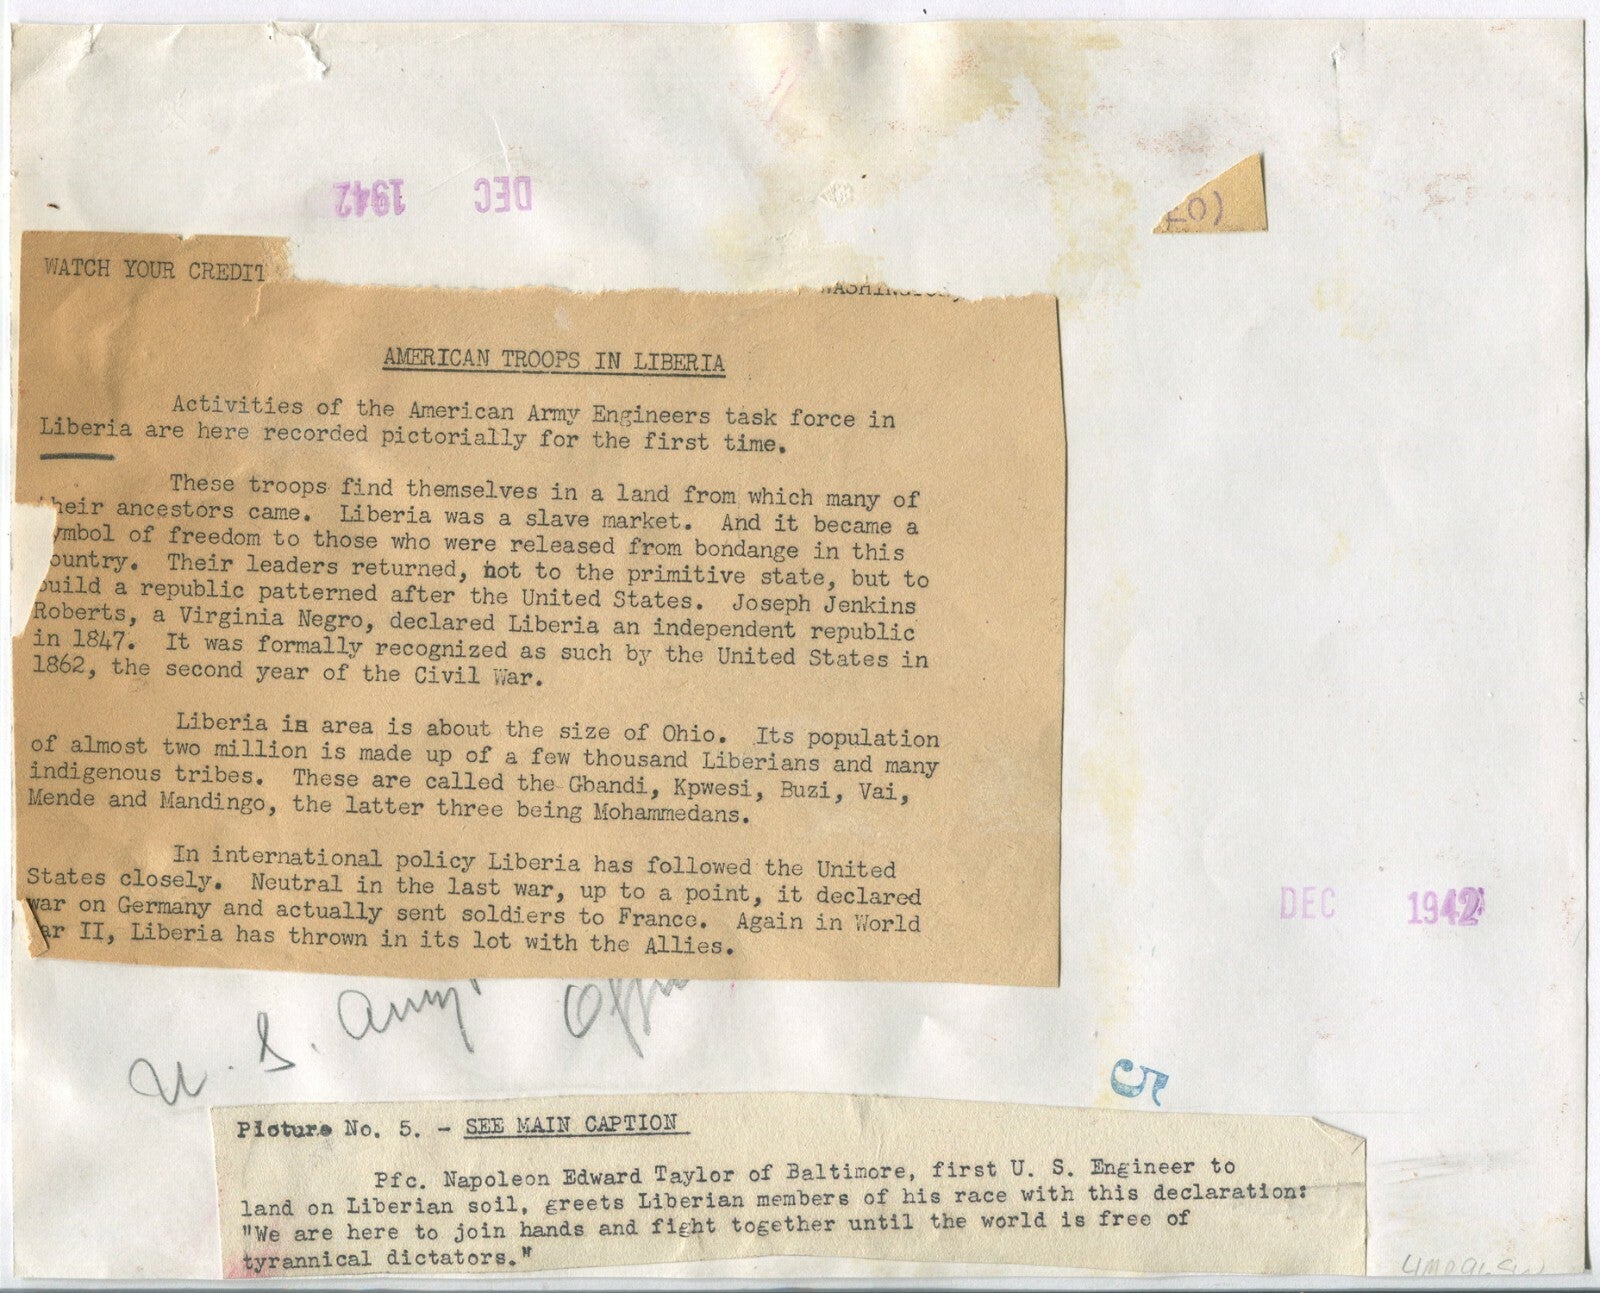 DEC 1942
LO)
WATCH YOUR CREDIT
WASHINGTON,
AMERICAN TROOPS IN LIBERIA
Activities of the American Army Engineers task force in
Liberia are here recorded pictorially for the first time.
These troops find themselves in a land from which many of
their ancestors came. Liberia was a slave market. And it became a
ymbol of freedom to those who were released from bondange in this
ountry. Their leaders returned, not to the primitive state, but to
build a republic patterned after the United States. Joseph Jenkins
Roberts, a Virginia Negro, declared Liberia an independent republic
in 1847. It was formally recognized as such by the United States in
1862, the second year of the Civil War.
Liberia in area is about the size of Ohio. Its population
of almost two million is made up of a few thousand Liberians and many
indigenous tribes. These are called the Gbandi, Kpwesi, Buzi, Vai,
Mende and Mandingo, the latter three being Mohammedans.
In international policy Liberia has followed the United
States closely. Neutral in the last war, up to a point, it declared
war on Germany and actually sent soldiers to France. Again in World
ar II, Liberia has thrown in its lot with the Allies.
DEC 1942
U. S. Army
5
Picture No. 5. - SEE MAIN CAPTION
Pfc. Napoleon Edward Taylor of Baltimore, first U. S. Engineer to
land on Liberian soil, greets Liberian members of his race with this declaration:
"We are here to join hands and fight together until the world is free of
tyrannical dictators."